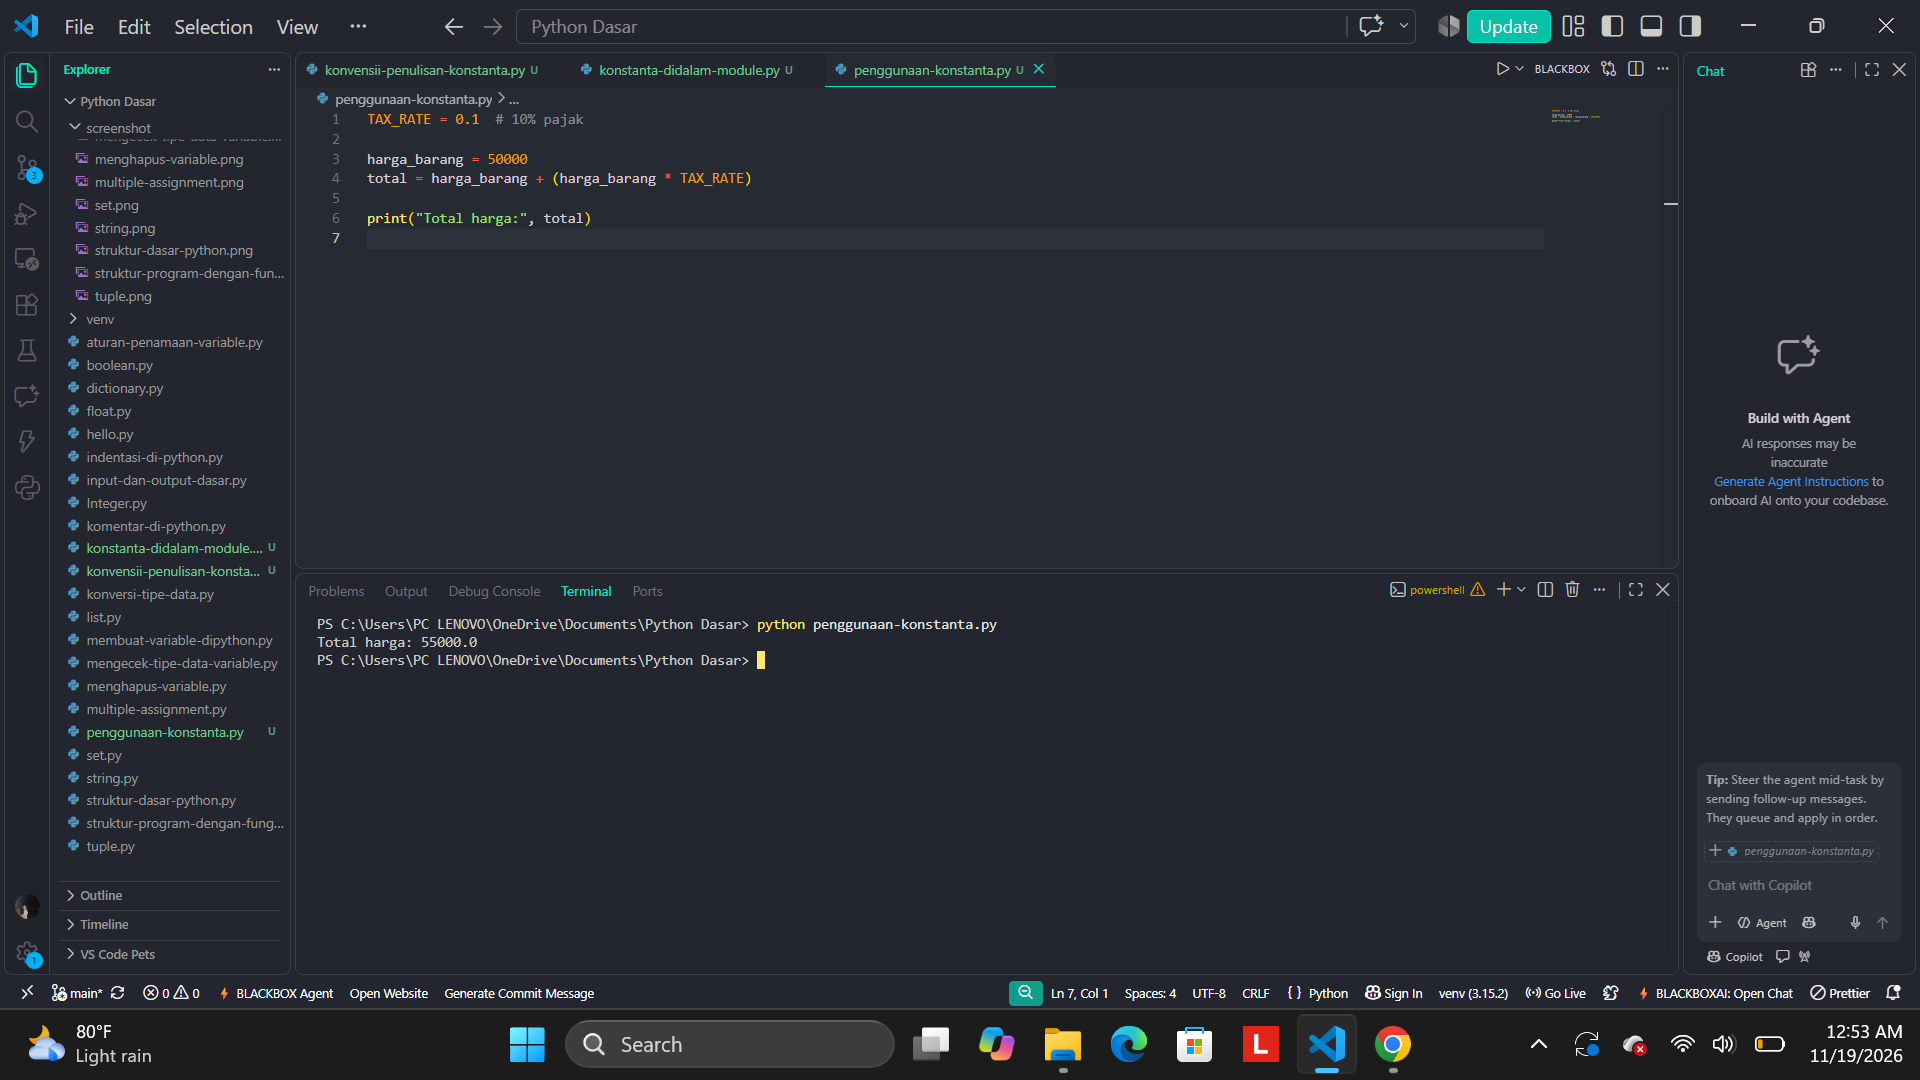 File Edit Selection View ... Python Dasar Update
Explorer ...
Python Dasar
screenshot
mengecek-tipe-data-variable....
menghapus-variable.png
multiple-assignment.png
set.png
string.png
struktur-dasar-python.png
struktur-program-dengan-fun...
tuple.png
venv
aturan-penamaan-variable.py
boolean.py
dictionary.py
float.py
hello.py
indentasi-di-python.py
input-dan-output-dasar.py
Integer.py
komentar-di-python.py
konstanta-didalam-module.... U
konvensii-penulisan-konsta... U
konversi-tipe-data.py
list.py
membuat-variable-dipython.py
mengecek-tipe-data-variable.py
menghapus-variable.py
multiple-assignment.py
penggunaan-konstanta.py U
set.py
string.py
struktur-dasar-python.py
struktur-program-dengan-fung...
tuple.py
Outline
Timeline
VS Code Pets
3
1
konvensii-penulisan-konstanta.py U konstanta-didalam-module.py U penggunaan-konstanta.py U BLACKBOX ...
penggunaan-konstanta.py > ...
1 TAX_RATE = 0.1 # 10% pajak
2
3 harga_barang = 50000
4 total = harga_barang + (harga_barang * TAX_RATE)
5
6 print("Total harga:", total)
7
Problems Output Debug Console Terminal Ports powershell ...
PS C:\Users\PC LENOVO\OneDrive\Documents\Python Dasar> python penggunaan-konstanta.py
Total harga: 55000.0
PS C:\Users\PC LENOVO\OneDrive\Documents\Python Dasar>
Chat ...
Build with Agent
AI responses may be
inaccurate
Generate Agent Instructions to
onboard AI onto your codebase.
Tip: Steer the agent mid-task by
sending follow-up messages.
They queue and apply in order.
penggunaan-konstanta.py
Chat with Copilot
Agent
Copilot
main* 0 0 BLACKBOX Agent Open Website Generate Commit Message Ln 7, Col 1 Spaces: 4 UTF-8 CRLF { } Python Sign In venv (3.15.2) Go Live BLACKBOXAI: Open Chat Prettier
80°F
Light rain
Search
L
12:53 AM
11/19/2026